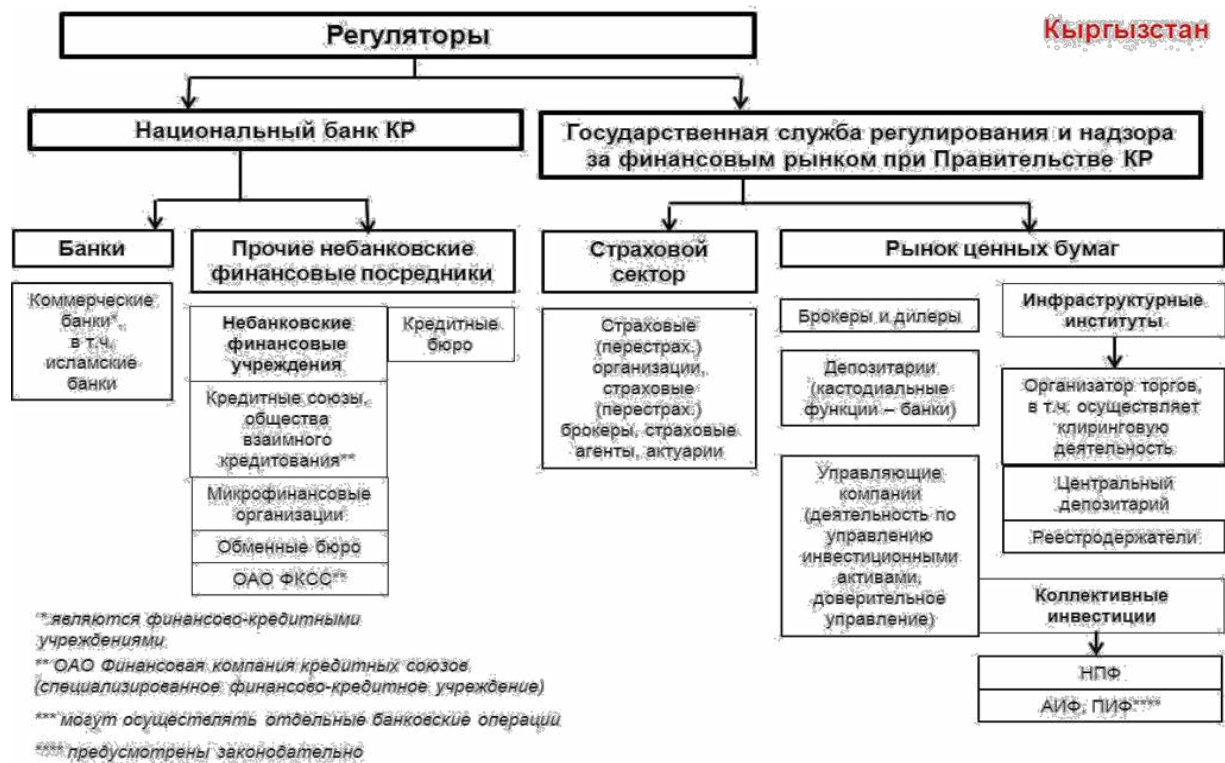 Регуляторы
Кыргызстан
Национальный банк КР
Государственная служба регулирования и надзора
за финансовым рынком при Правительстве КР
Банки
Коммерческие
банки*,
в т.ч.
исламские
банки
Прочие небанковские
финансовые посредники
Небанковские
финансовые
учреждения
Кредитные союзы,
общества
взаимного
кредитования**
Микрофинансовые
организации
Обменные бюро
ОАО ФКСС**
Кредитные
бюро
Страховой
сектор
Страховые
(перестрах.)
организации,
страховые
(перестрах.)
брокеры, страховые
агенты, актуарии
Рынок ценных бумаг
Брокеры и дилеры
Депозитарии
(кастодиальные
функции – банки)
Управляющие
компании
(деятельность по
управлению
инвестиционными
активами,
доверительное
управление)
Инфраструктурные
институты
Организатор торгов,
в т.ч. осуществляет
клиринговую
деятельность
Центральный
депозитарий
Реестродержатели
Коллективные
инвестиции
НПФ
АИФ, ПИФ****
* являются финансово-кредитными
учреждениями
** ОАО Финансовая компания кредитных союзов
(специализированное финансово-кредитное учреждение)
*** могут осуществлять отдельные банковские операции
**** предусмотрены законодательно